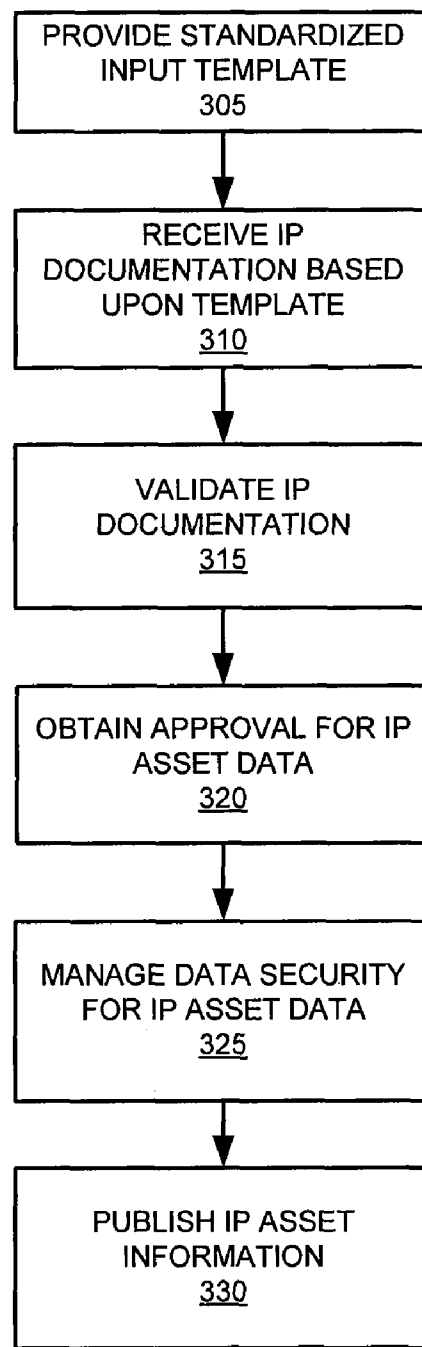 PROVIDE STANDARDIZED
INPUT TEMPLATE
305
RECEIVE IP
DOCUMENTATION BASED
UPON TEMPLATE
310
VALIDATE IP
DOCUMENTATION
315
OBTAIN APPROVAL FOR IP
ASSET DATA
320
MANAGE DATA SECURITY
FOR IP ASSET DATA
325
PUBLISH IP ASSET
INFORMATION
330